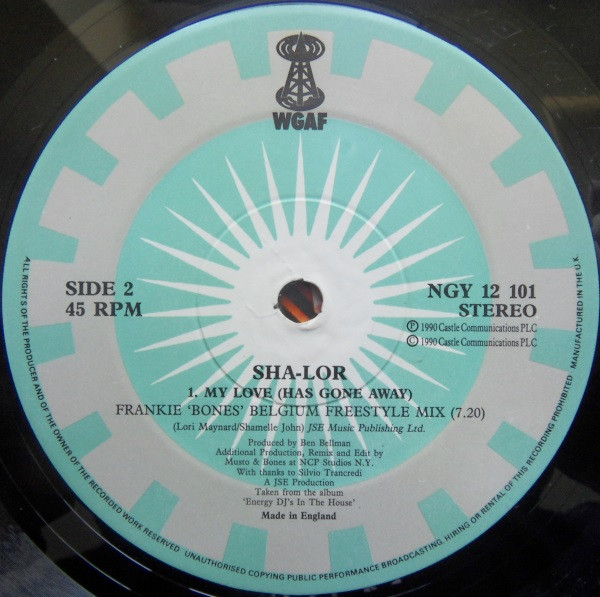 WGAF
SIDE 2
45 RPM
NGY 12 101
STEREO
Ⓟ 1990 Castle Communications PLC
© 1990 Castle Communications PLC
SHA-LOR
1. MY LOVE (HAS GONE AWAY)
FRANKIE 'BONES' BELGIUM FREESTYLE MIX (7.20)
(Lori Maynard/Shamelle John) JSE Music Publishing Ltd.
Produced by Ben Bellman
Additional Production, Remix and Edit by
Musto & Bones at NCP Studios N.Y.
With thanks to Silvio Trancredi
A JSE Production
Taken from the album
'Energy DJ's In The House'
Made in England
ALL RIGHTS OF THE PRODUCER AND OF THE OWNER OF THE RECORDED WORK RESERVED UNAUTHORISED COPYING PUBLIC PERFORMANCE BROADCASTING, HIRING OR RENTAL OF THIS RECORDING PROHIBITED MANUFACTURED IN THE U.K.